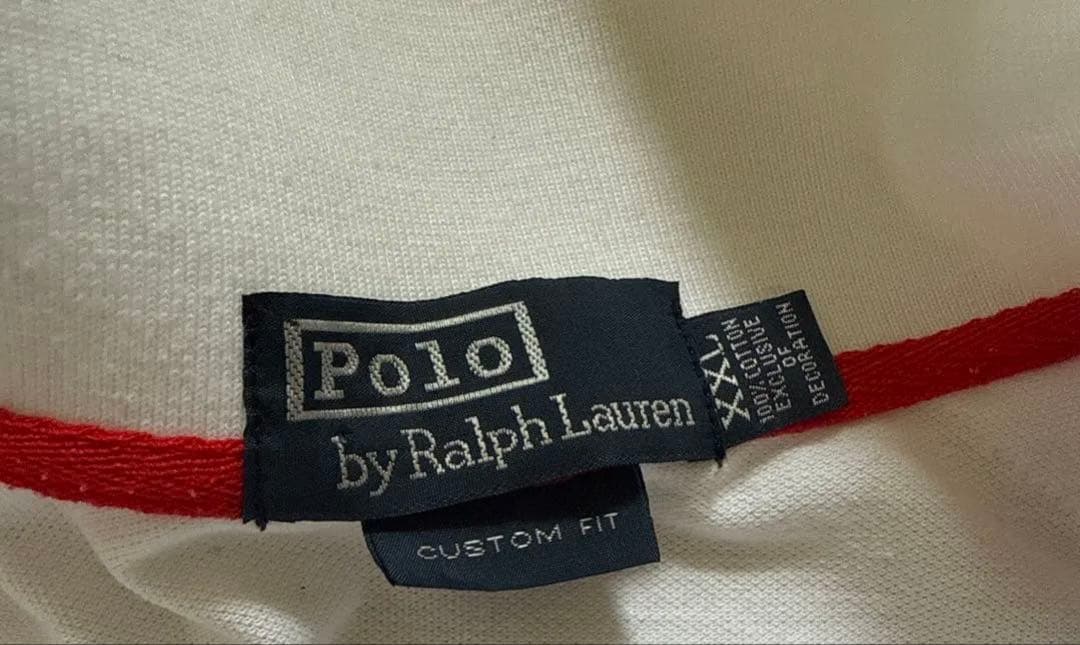 Polo
by Ralph Lauren
CUSTOM FIT
XXL
100% COTTON
EXCLUSIVE
OF
DECORATION